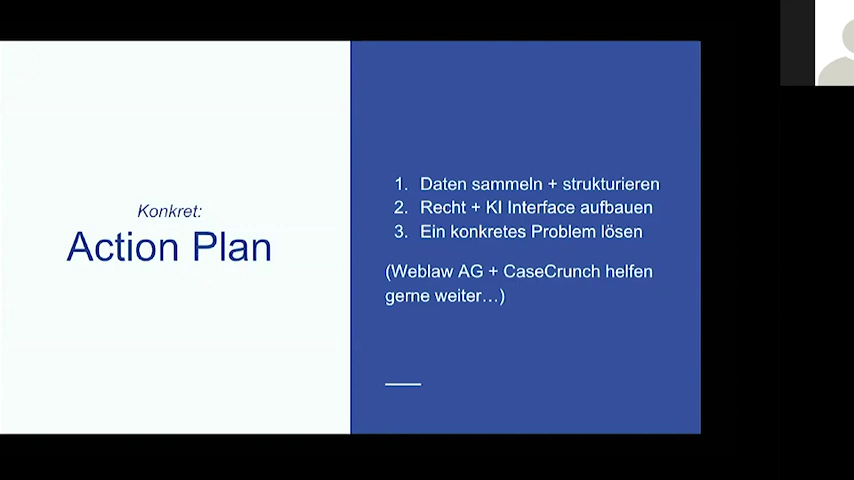 Konkret:
Action Plan
1. Daten sammeln + strukturieren
2. Recht + KI Interface aufbauen
3. Ein konkretes Problem lösen
(Weblaw AG + CaseCrunch helfen
gerne weiter…)